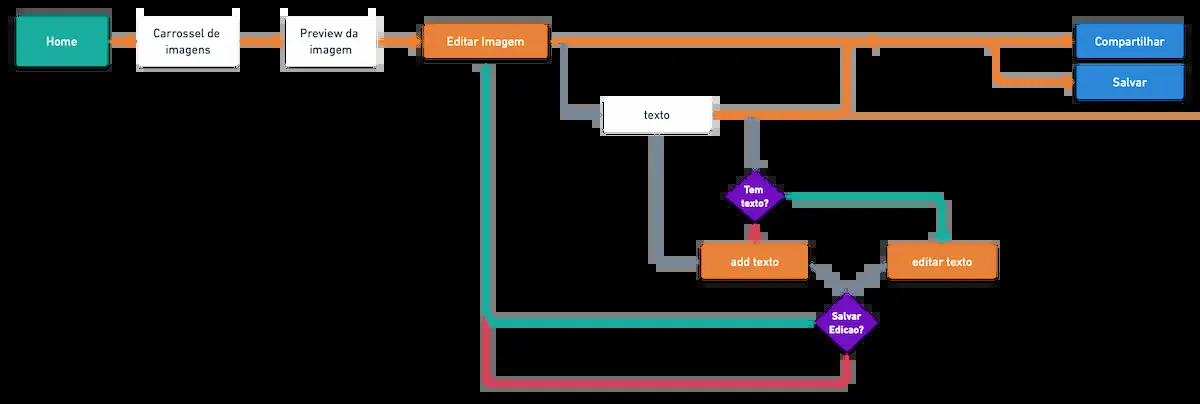 Home
Carrossel de
imagens
Preview da
imagem
Editar Imagem
Compartilhar
Salvar
texto
Tem
texto?
add texto
editar texto
Salvar
Edicao?